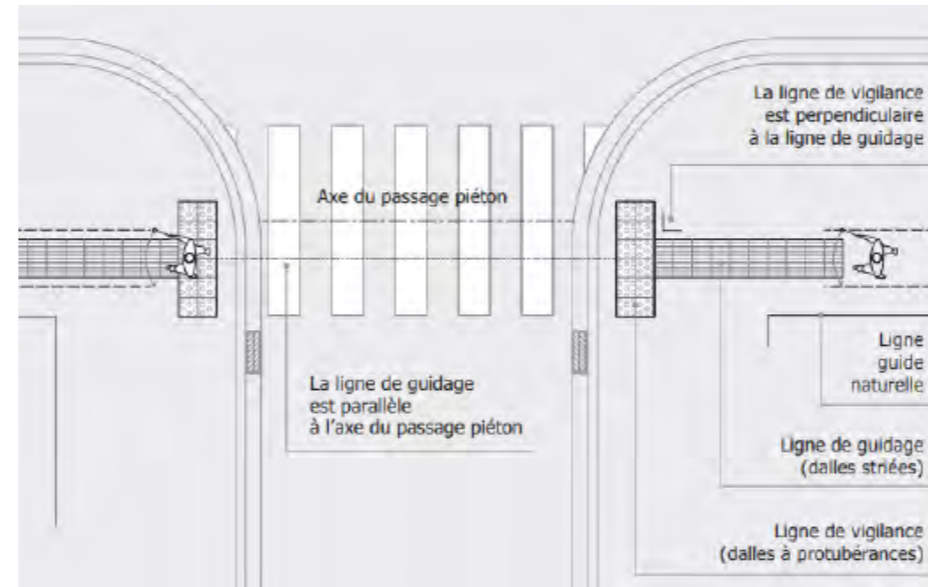 La ligne de vigilance
est perpendiculaire
à la ligne de guidage
Axe du passage piéton
La ligne de guidage
est parallèle
à l'axe du passage piéton
Ligne
guide
naturelle
Ligne de guidage
(dalles striées)
Ligne de vigilance
(dalles à protubérances)